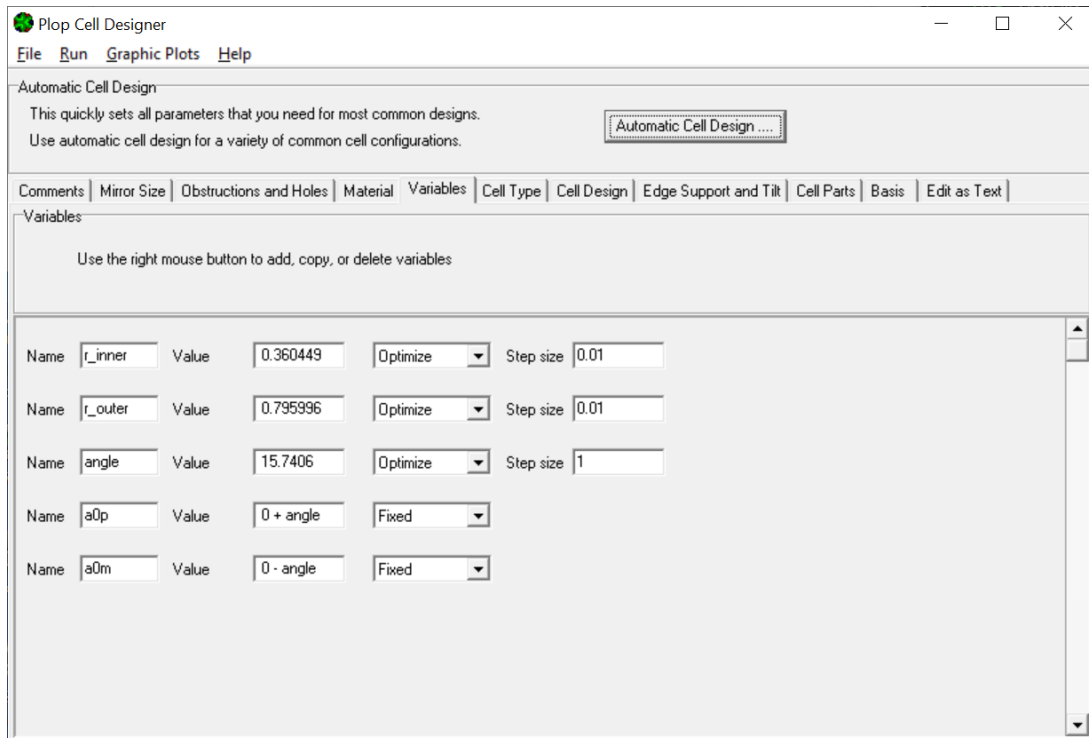 Plop Cell Designer
File Run Graphic Plots Help
Automatic Cell Design
This quickly sets all parameters that you need for most common designs.
Use automatic cell design for a variety of common cell configurations.
Automatic Cell Design ....
Comments Mirror Size Obstructions and Holes Material Variables Cell Type Cell Design Edge Support and Tilt Cell Parts Basis Edit as Text
Variables
Use the right mouse button to add, copy, or delete variables
Name r_inner Value 0.360449 Optimize Step size 0.01
Name r_outer Value 0.795996 Optimize Step size 0.01
Name angle Value 15.7406 Optimize Step size 1
Name a0p Value 0 + angle Fixed
Name a0m Value 0 - angle Fixed